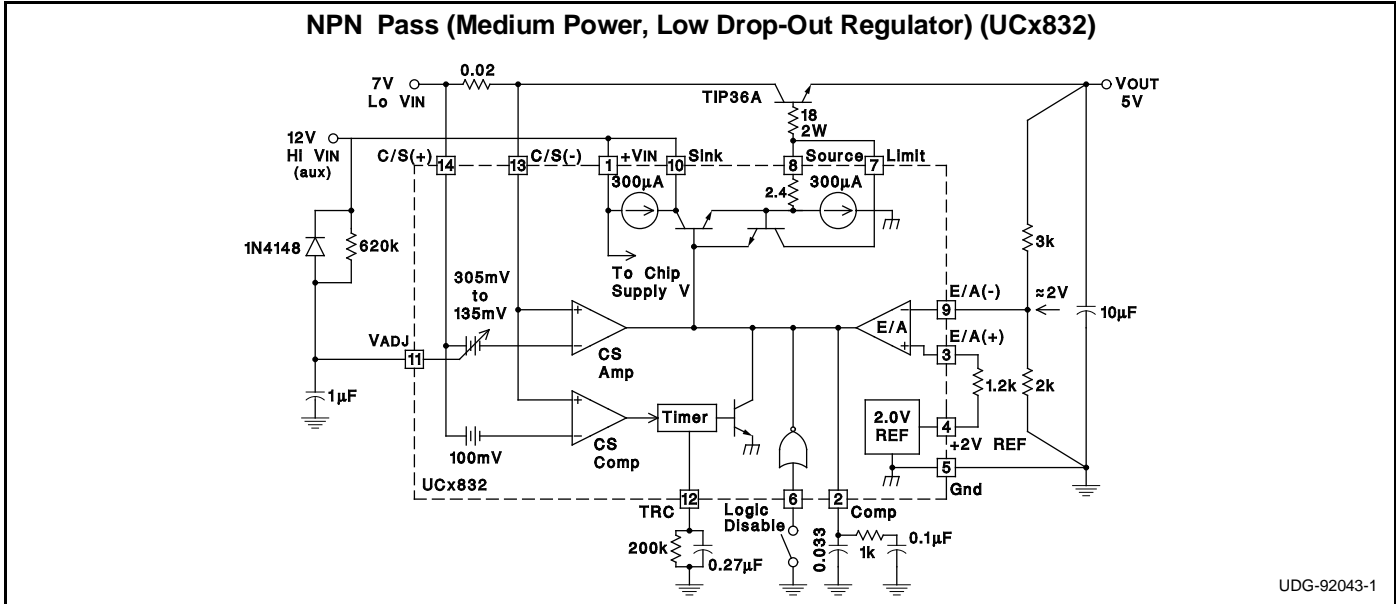 NPN Pass (Medium Power, Low Drop-Out Regulator) (UCx832)
7V
Lo VIN
0.02
TIP36A
18
2W
VOUT
5V
12V
HI VIN
(aux)
C/S(+)
14
13
C/S(-)
1
+VIN
10
Sink
8
Source
7
Limit
300µA
2.4
300µA
1N4148
620k
To Chip
Supply V
3k
305mV
to
135mV
E/A(-)
9
≈2V
10µF
E/A
E/A(+)
3
VADJ
11
CS
Amp
1.2k
2k
1µF
Timer
2.0V
REF
4
+2V REF
100mV
CS
Comp
5
Gnd
UCx832
12
TRC
6
Logic
Disable
2
Comp
200k
0.27µF
0.033
1k
0.1µF
UDG-92043-1